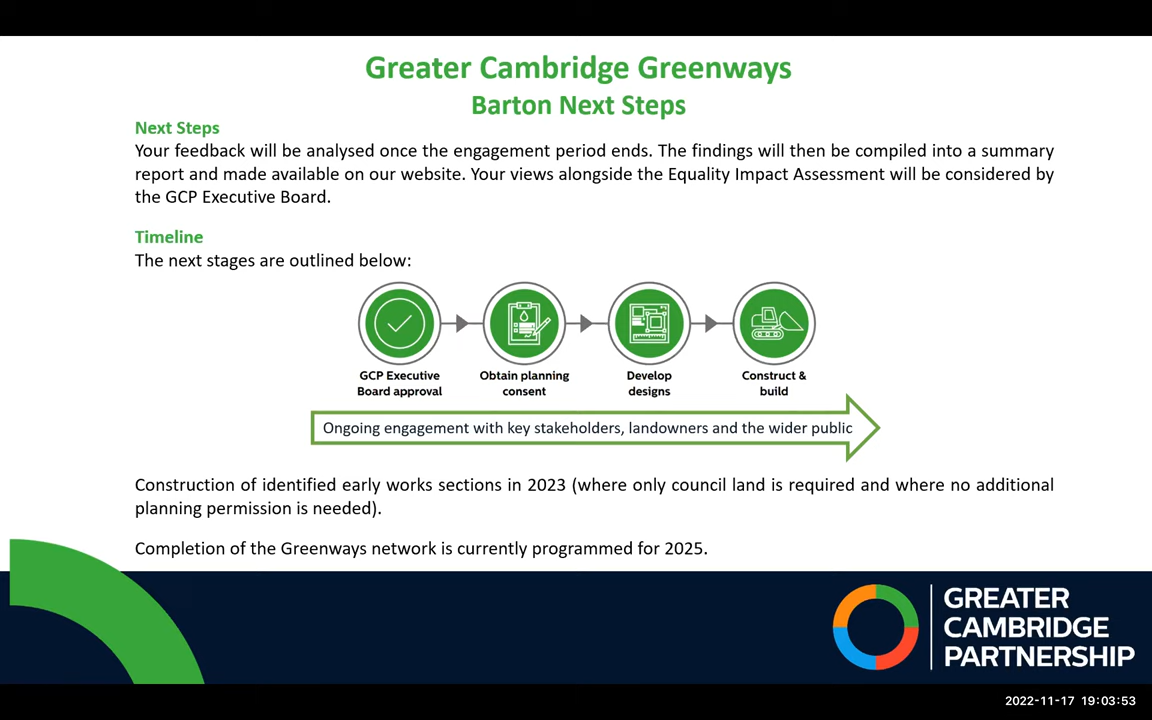 Greater Cambridge Greenways
Barton Next Steps
Next Steps
Your feedback will be analysed once the engagement period ends. The findings will then be compiled into a summary
report and made available on our website. Your views alongside the Equality Impact Assessment will be considered by
the GCP Executive Board.
Timeline
The next stages are outlined below:
GCP Executive
Board approval
Obtain planning
consent
Develop
designs
Construct &
build
Ongoing engagement with key stakeholders, landowners and the wider public
Construction of identified early works sections in 2023 (where only council land is required and where no additional
planning permission is needed).
Completion of the Greenways network is currently programmed for 2025.
GREATER
CAMBRIDGE
PARTNERSHIP
2022-11-17 19:03:53